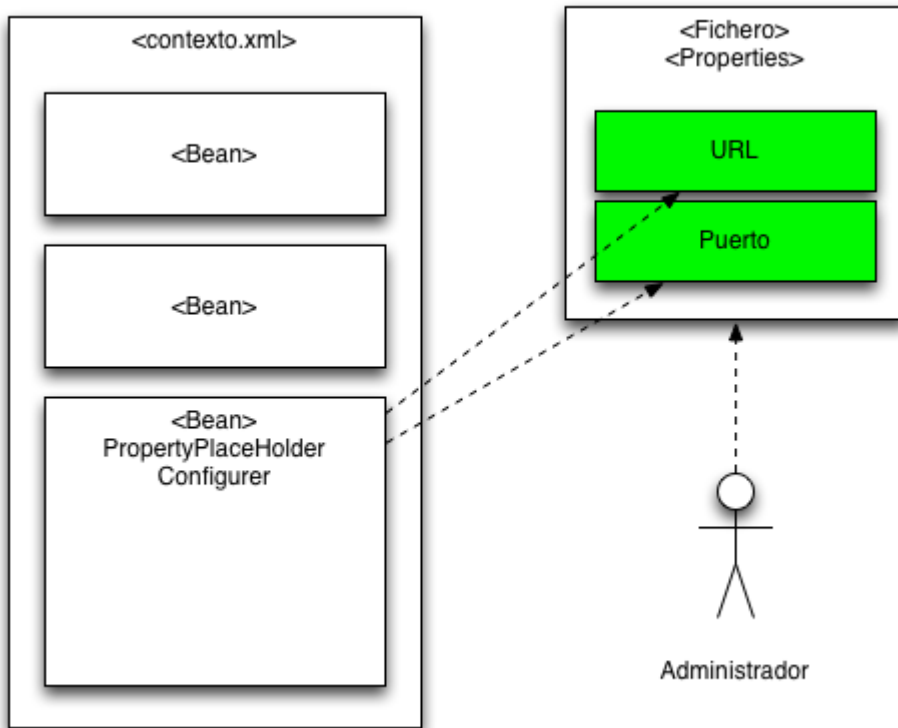 <contexto.xml>
<Bean>
<Bean>
<Bean>
PropertyPlaceHolder
Configurer
<Fichero>
<Properties>
URL
Puerto
Administrador